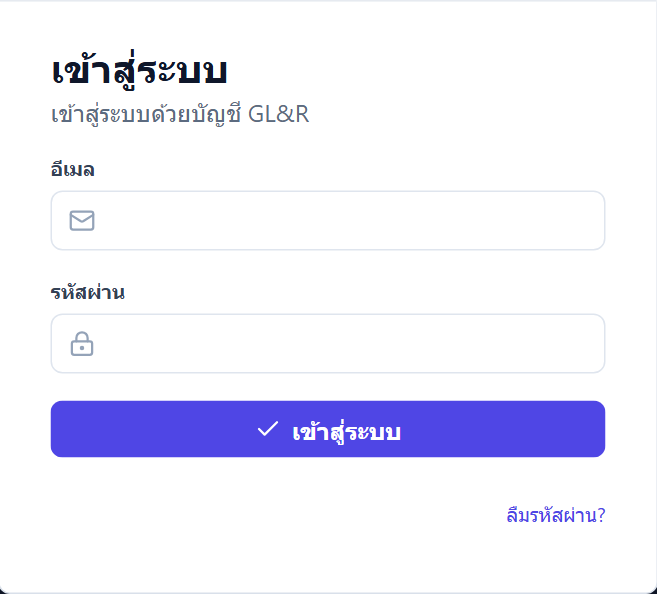 เข้าสู่ระบบ
เข้าสู่ระบบด้วยบัญชี GL&R
อีเมล
รหัสผ่าน
เข้าสู่ระบบ
ลืมรหัสผ่าน?